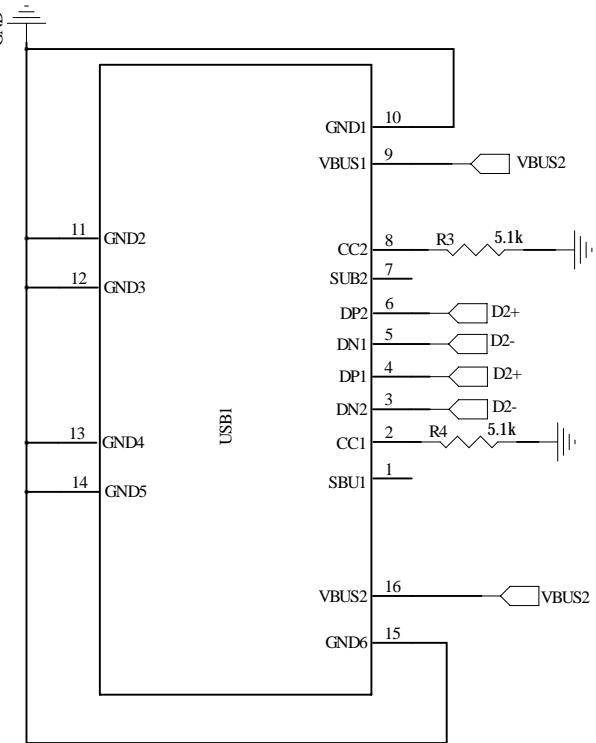 GND
10
GND1
9
VBUS1
VBUS2
11
GND2
8
CC2
R3
5.1k
7
SUB2
12
GND3
6
DP2
D2+
5
DN1
D2-
4
DP1
D2+
3
DN2
D2-
USB1
13
GND4
2
CC1
R4
5.1k
1
SBU1
14
GND5
16
VBUS2
VBUS2
15
GND6